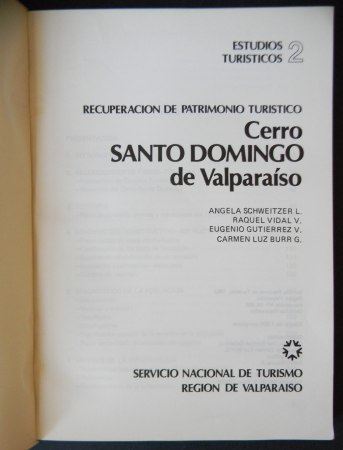 ESTUDIOS
TURISTICOS 2
RECUPERACION DE PATRIMONIO TURISTICO
Cerro
SANTO DOMINGO
de Valparaíso
ANGELA SCHWEITZER L.
RAQUEL VIDAL V.
EUGENIO GUTIERREZ V.
CARMEN LUZ BURR G.
SERVICIO NACIONAL DE TURISMO
REGION DE VALPARAISO